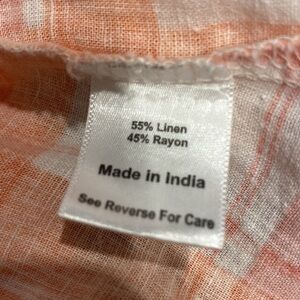 55% Linen
45% Rayon
Made in India
See Reverse For Care